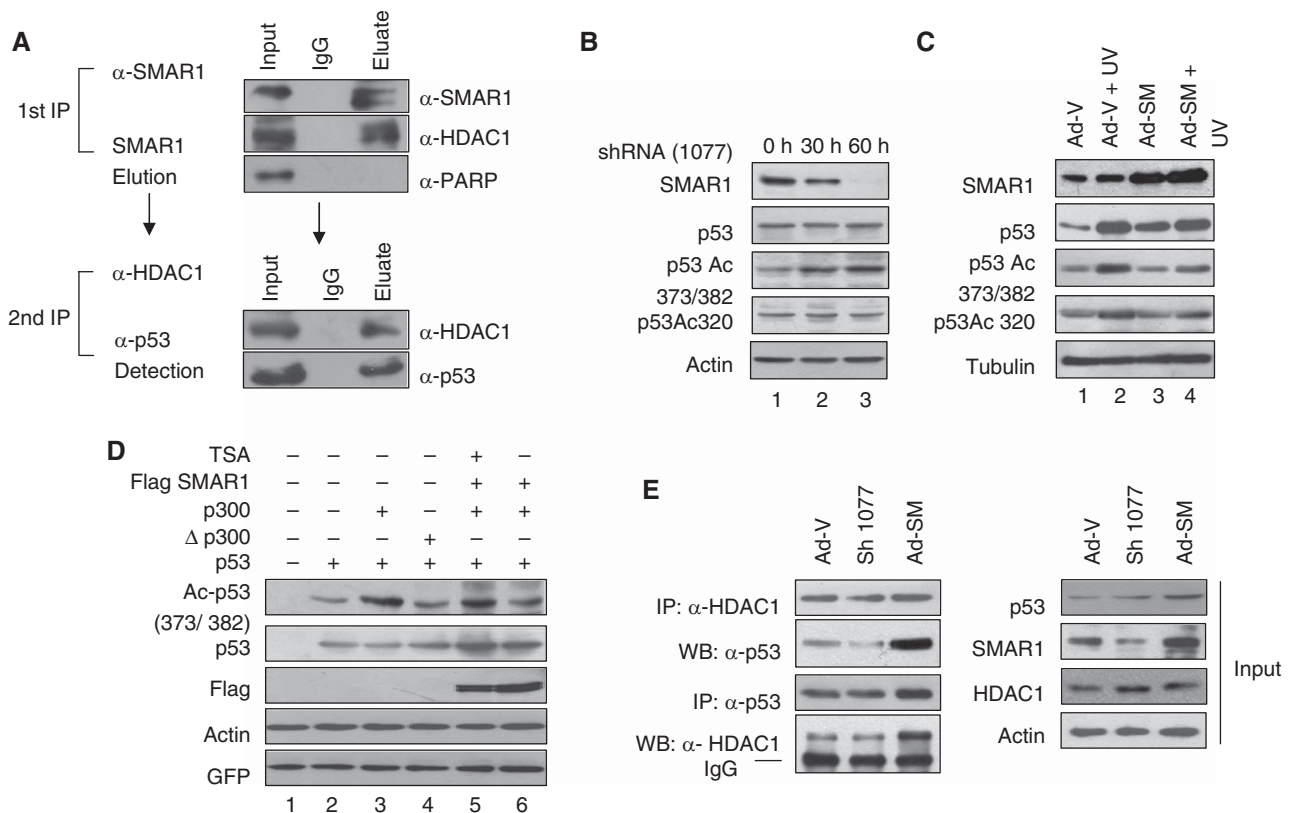 A
1st IP
α-SMAR1
SMAR1
Elution
2nd IP
α-HDAC1
α-p53
Detection
Input
IgG
Eluate
α-SMAR1
α-HDAC1
α-PARP
Input
IgG
Eluate
α-HDAC1
α-p53
B
shRNA (1077) 0 h 30 h 60 h
SMAR1
p53
p53 Ac
373/382
p53Ac320
Actin
1 2 3
C
Ad-V
Ad-V + UV
Ad-SM
Ad-SM +
UV
SMAR1
p53
p53 Ac
373/382
p53Ac 320
Tubulin
1 2 3 4
D
TSA – – – – + –
Flag SMAR1 – – – – + +
p300 – – + – + +
Δ p300 – – – + – –
p53 – + + + + +
Ac-p53
(373/ 382)
p53
Flag
Actin
GFP
1 2 3 4 5 6
E
Ad-V
Sh 1077
Ad-SM
IP: α-HDAC1
WB: α-p53
IP: α-p53
WB: α- HDAC1
IgG
Ad-V
Sh 1077
Ad-SM
p53
SMAR1
HDAC1
Actin
Input